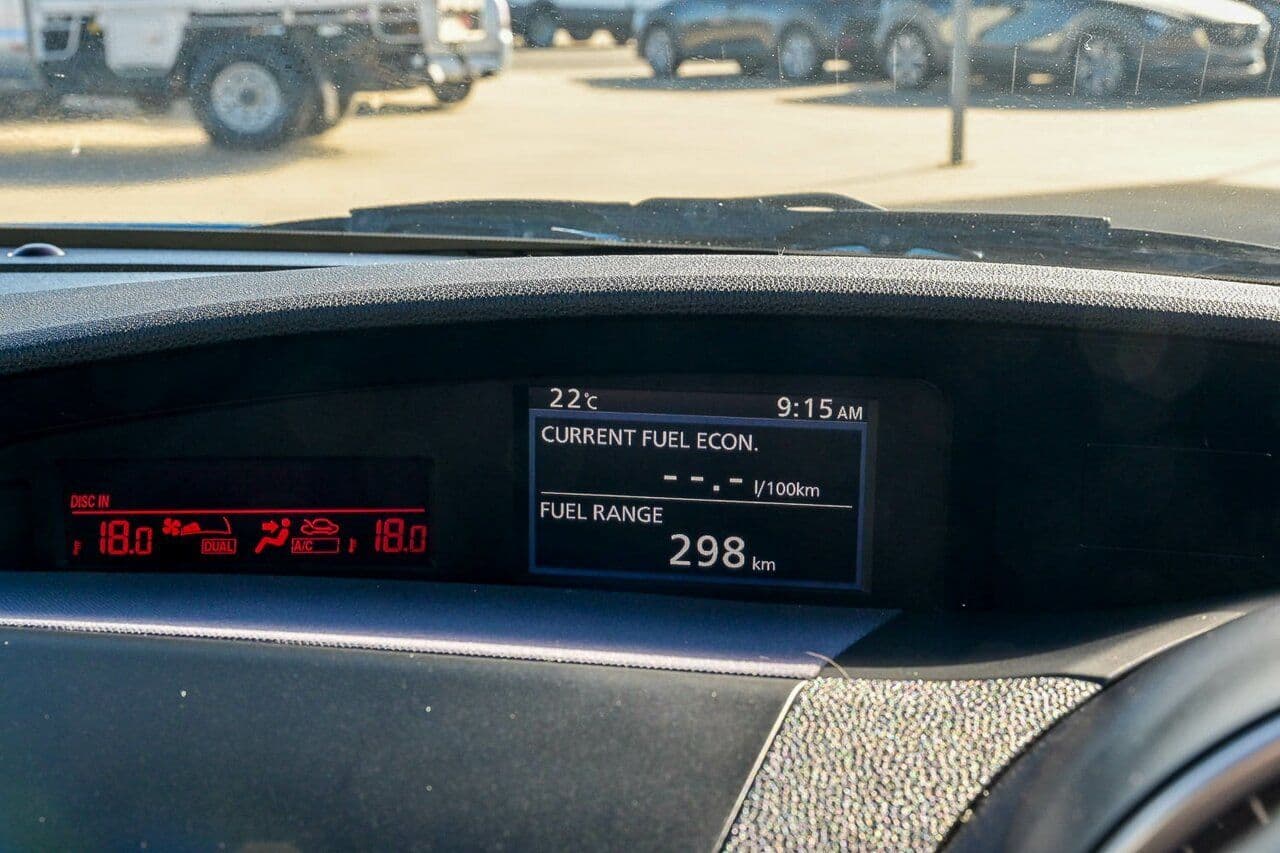 22°C 9:15 AM
CURRENT FUEL ECON.
--.- l/100km
FUEL RANGE
298 km
DISC IN
18.0 DUAL A/C 18.0